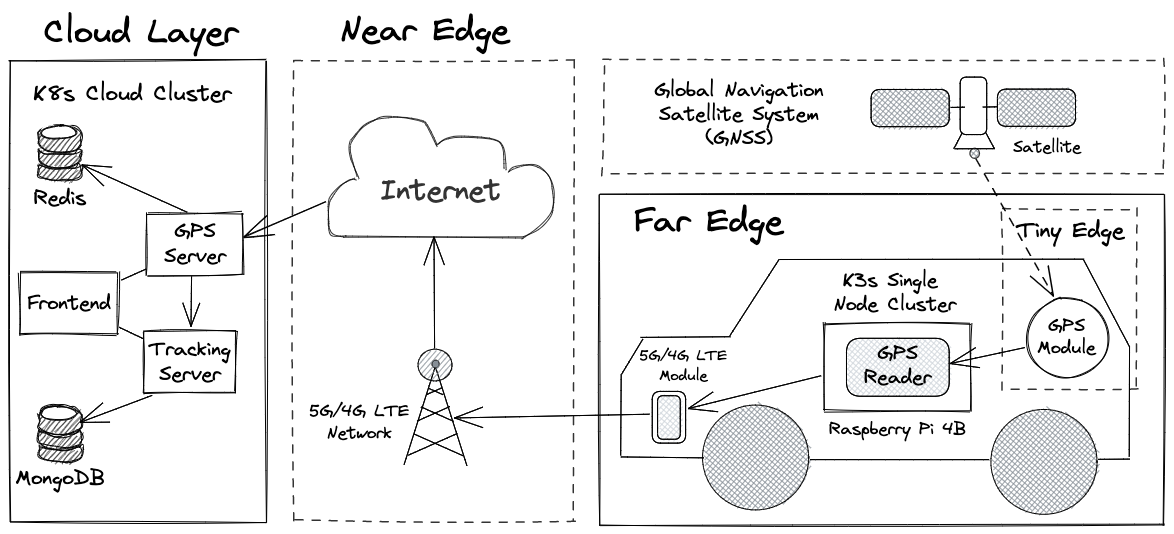 Cloud Layer
K8s Cloud Cluster
Redis
GPS
Server
Frontend
Tracking
Server
MongoDB
Near Edge
Internet
5G/4G LTE
Network
Global Navigation
Satellite System
(GNSS)
Satellite
Far Edge
Tiny Edge
K3s Single
Node Cluster
GPS
Module
GPS
Reader
5G/4G LTE
Module
Raspberry Pi 4B